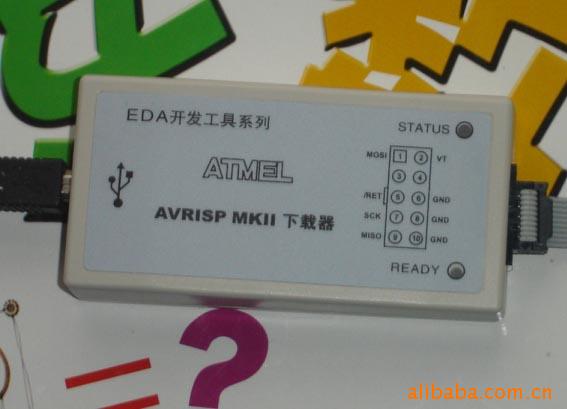 EDA开发工具系列
STATUS
ATMEL
AVRISP MKII 下载器
MOSI 1 2 VT
3 4
/RET 5 6 GND
SCK 7 8 GND
MISO 9 10 GND
READY
= ?
alibaba.com.cn